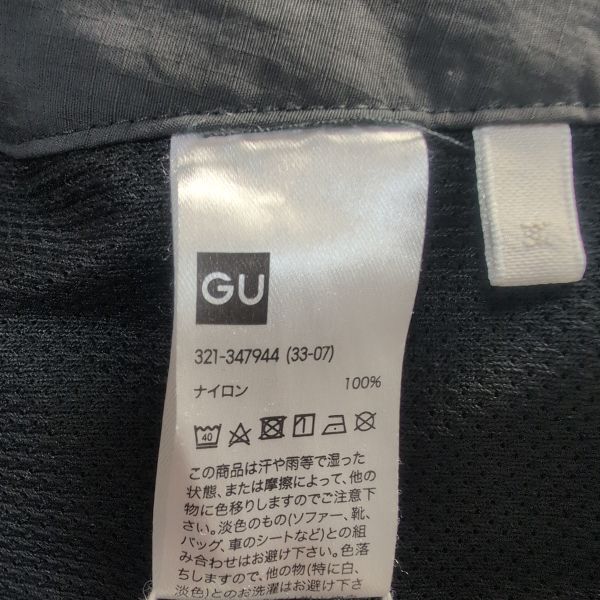 GU
321-347944 (33-07)
ナイロン 100%
40
この商品は汗や雨等で湿った
状態、または摩擦によって、他の
物に色移りしますのでご注意下
さい。淡色のもの(ソファー、靴、
バッグ、車のシートなど)との組
み合わせはお避け下さい。色落
ちしますので、他の物(特に白、
淡色)とのお洗濯はお避け下さ